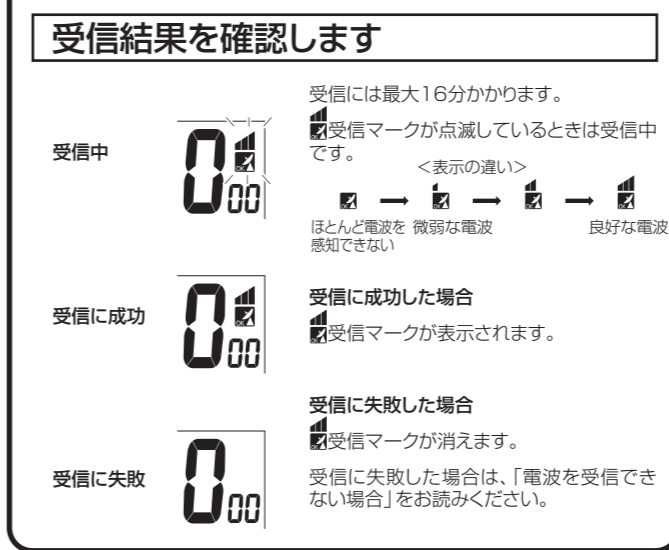 受信結果を確認します
受信には最大16分かかります。
受信マークが点滅しているときは受信中
です。
受信中
0 00
<表示の違い>
ほとんど電波を 微弱な電波 良好な電波
感知できない
受信に成功
0 00
受信に成功した場合
受信マークが表示されます。
受信に失敗
0 00
受信に失敗した場合
受信マークが消えます。
受信に失敗した場合は、「電波を受信でき
ない場合」をお読みください。